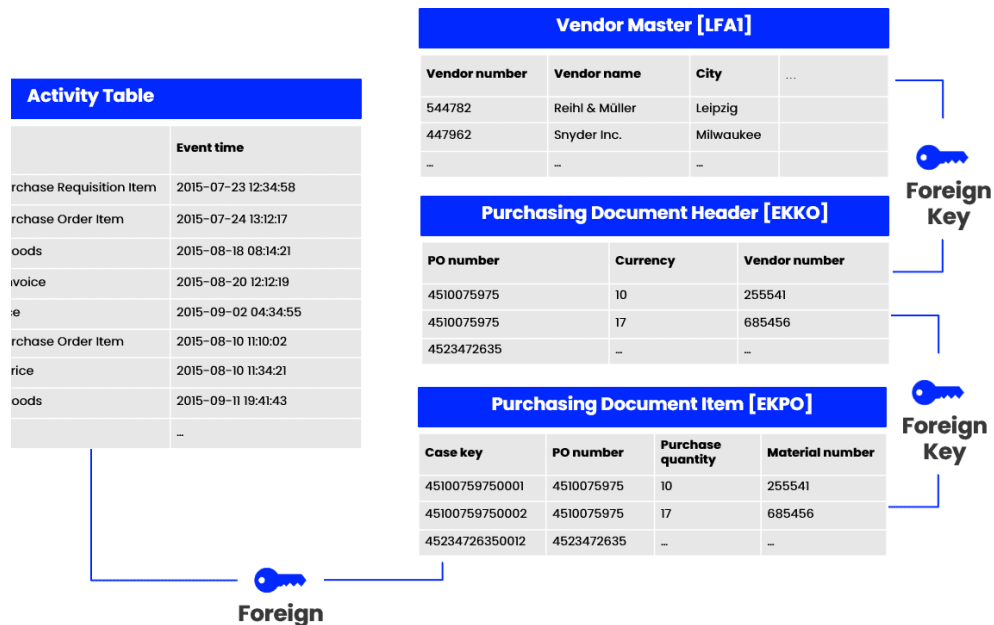 Vendor Master [LFA1]
Vendor number Vendor name City ...
544782 Reihl & Müller Leipzig
447962 Snyder Inc. Milwaukee
... ... ...
Activity Table
Event time
rchase Requisition Item 2015-07-23 12:34:58
rchase Order Item 2015-07-24 13:12:17
oods 2015-08-18 08:14:21
voice 2015-08-20 12:12:19
e 2015-09-02 04:34:55
rchase Order Item 2015-08-10 11:10:02
rice 2015-08-10 11:34:21
oods 2015-09-11 19:41:43
...
Foreign
Key
Purchasing Document Header [EKKO]
PO number Currency Vendor number
4510075975 10 255541
4510075975 17 685456
4523472635 ... ...
Foreign
Key
Purchasing Document Item [EKPO]
Case key PO number Purchase quantity Material number
45100759750001 4510075975 10 255541
45100759750002 4510075975 17 685456
45234726350012 4523472635 ... ...
Foreign